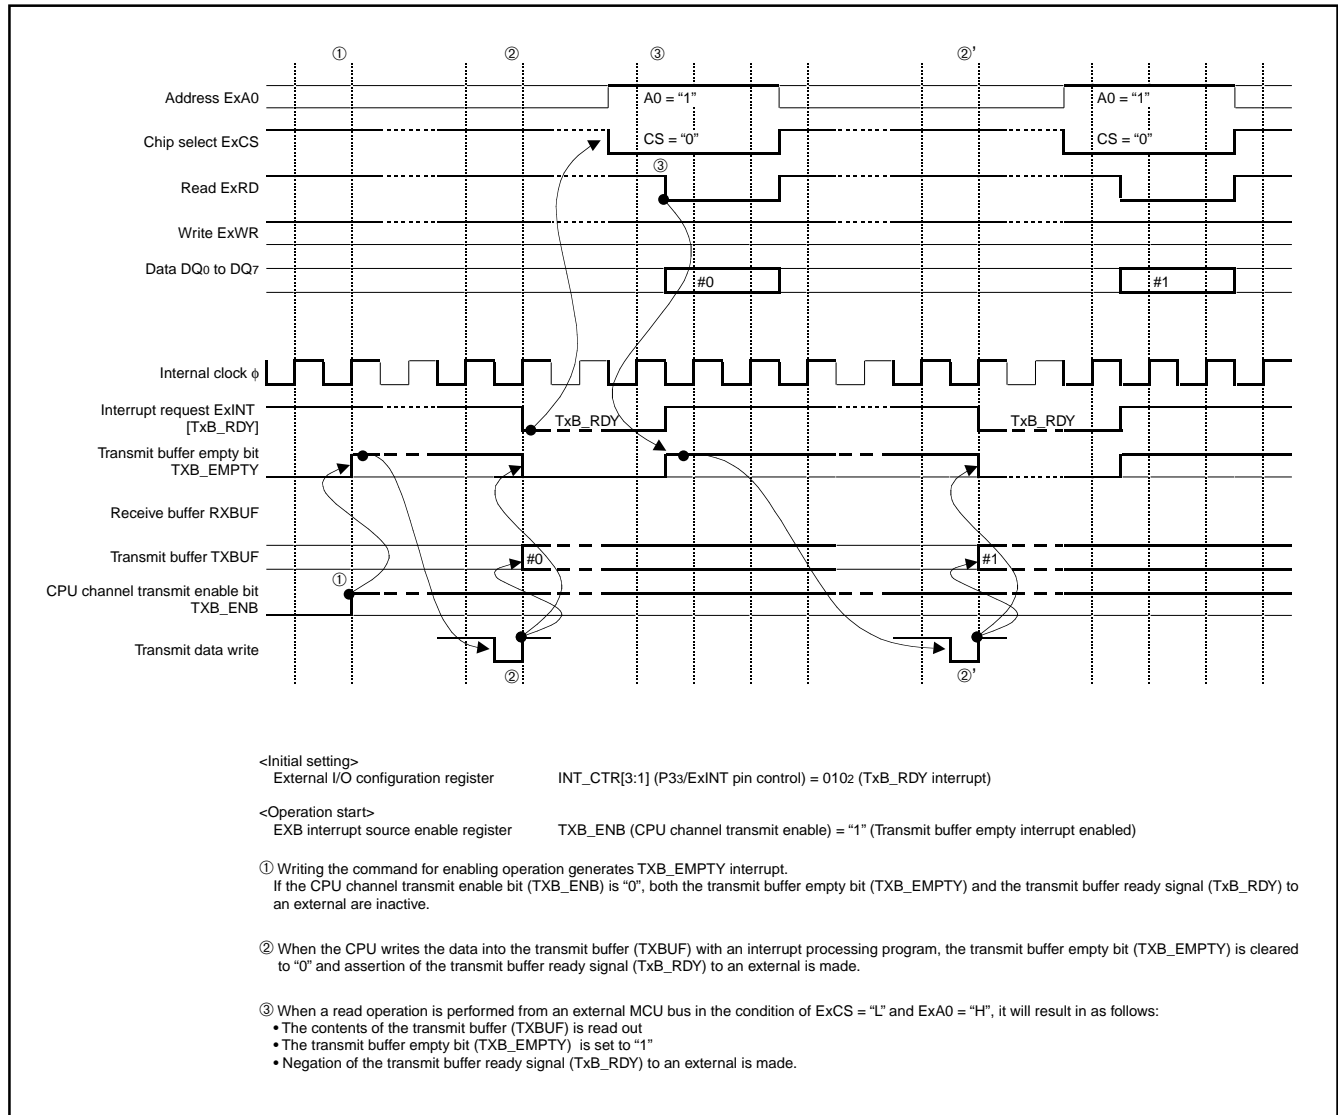 ① ② ③ ②’
Address ExA0
A0 = “1” A0 = “1”
Chip select ExCS
CS = “0” CS = “0”
③
Read ExRD
Write ExWR
Data DQ0 to DQ7
#0 #1
Internal clock ϕ
Interrupt request ExINT
[TxB_RDY]
TxB_RDY TxB_RDY
Transmit buffer empty bit
TXB_EMPTY
Receive buffer RXBUF
Transmit buffer TXBUF
#0 #1
CPU channel transmit enable bit
TXB_ENB
①
Transmit data write
② ②’
<Initial setting>
External I/O configuration register INT_CTR[3:1] (P33/ExINT pin control) = 0102 (TxB_RDY interrupt)
<Operation start>
EXB interrupt source enable register TXB_ENB (CPU channel transmit enable) = “1” (Transmit buffer empty interrupt enabled)
① Writing the command for enabling operation generates TXB_EMPTY interrupt.
If the CPU channel transmit enable bit (TXB_ENB) is “0”, both the transmit buffer empty bit (TXB_EMPTY) and the transmit buffer ready signal (TxB_RDY) to
an external are inactive.
② When the CPU writes the data into the transmit buffer (TXBUF) with an interrupt processing program, the transmit buffer empty bit (TXB_EMPTY) is cleared
to “0” and assertion of the transmit buffer ready signal (TxB_RDY) to an external is made.
③ When a read operation is performed from an external MCU bus in the condition of ExCS = “L” and ExA0 = “H”, it will result in as follows:
• The contents of the transmit buffer (TXBUF) is read out
• The transmit buffer empty bit (TXB_EMPTY) is set to “1”
• Negation of the transmit buffer ready signal (TxB_RDY) to an external is made.